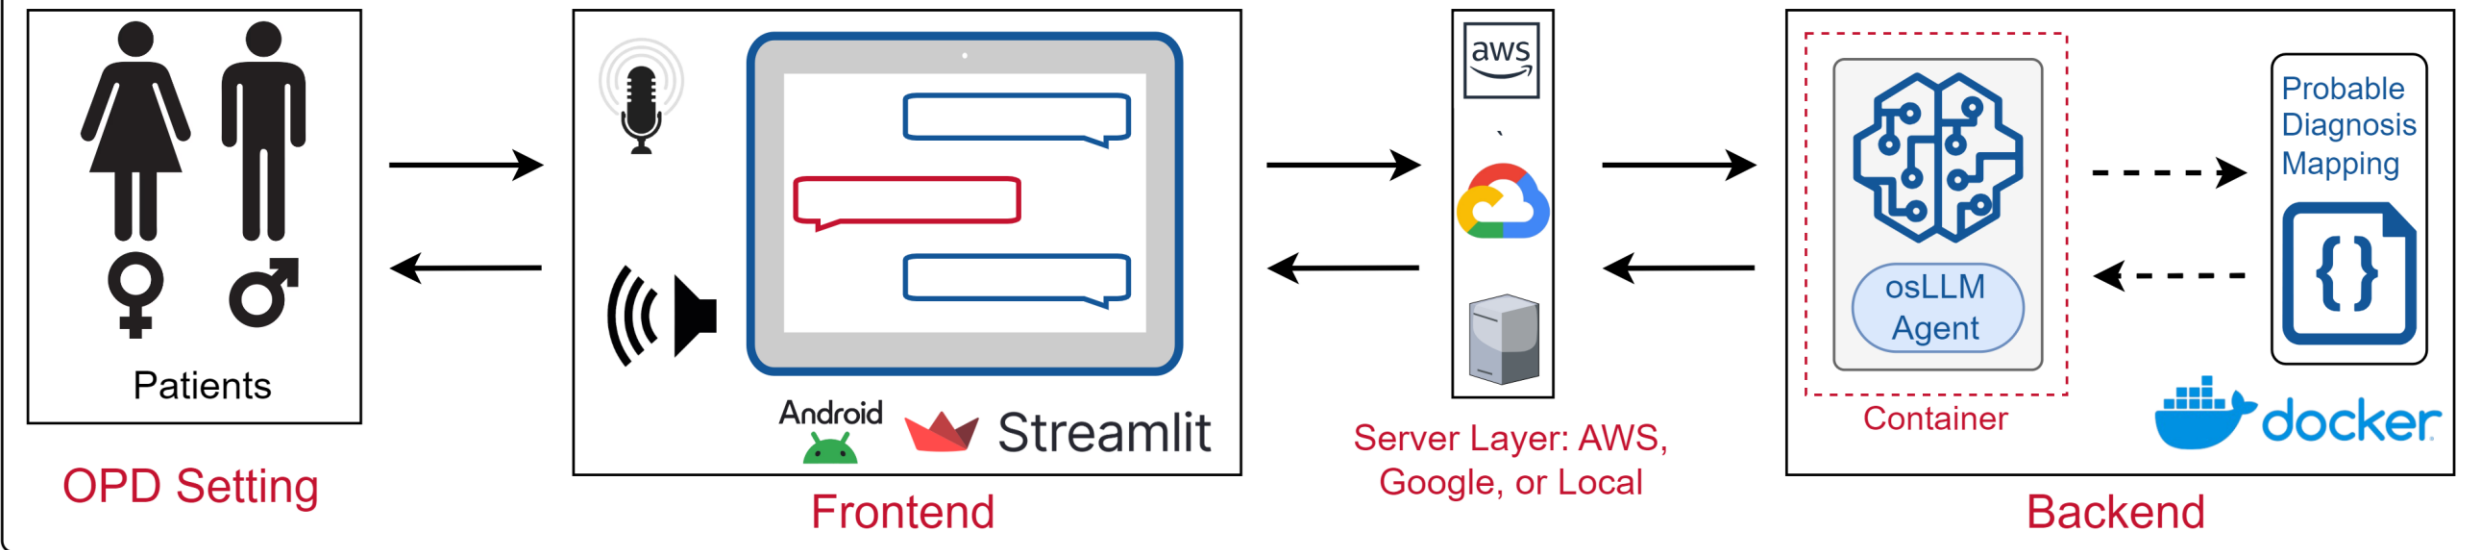 Patients
OPD Setting
Android
Streamlit
Frontend
aws
`
Server Layer: AWS,
Google, or Local
osLLM
Agent
Container
Probable
Diagnosis
Mapping
{ }
docker
Backend